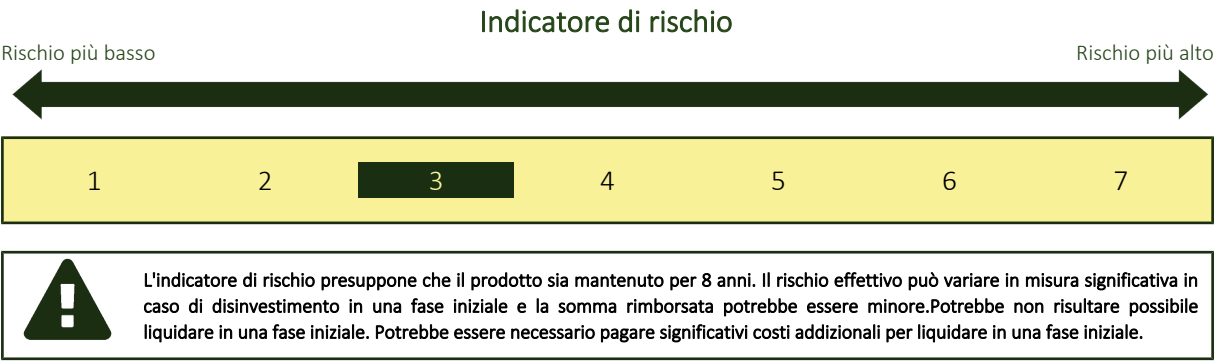 Indicatore di rischio
Rischio più basso
Rischio più alto
1 2 3 4 5 6 7
L'indicatore di rischio presuppone che il prodotto sia mantenuto per 8 anni. Il rischio effettivo può variare in misura significativa in
caso di disinvestimento in una fase iniziale e la somma rimborsata potrebbe essere minore.Potrebbe non risultare possibile
liquidare in una fase iniziale. Potrebbe essere necessario pagare significativi costi addizionali per liquidare in una fase iniziale.